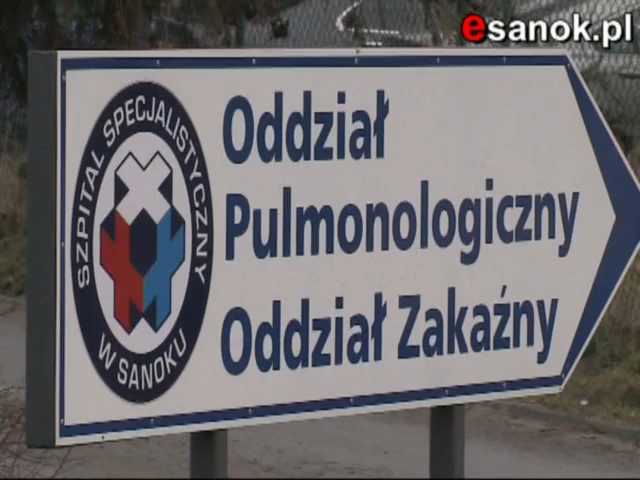 esanok.pl
SZPITAL SPECJALISTYCZNY
W SANOKU
Oddział
Pulmonologiczny
Oddział Zakaźny